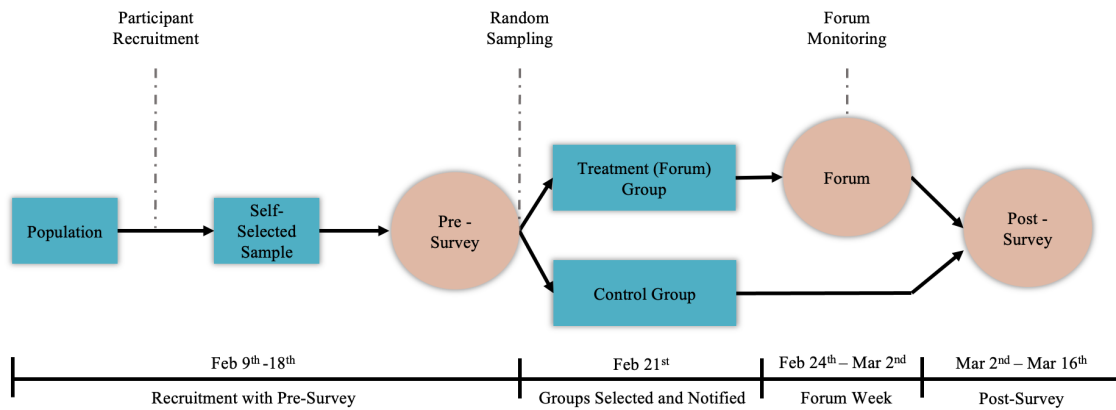 Participant
Recruitment
Random
Sampling
Forum
Monitoring
Population
Self-
Selected
Sample
Pre -
Survey
Treatment (Forum)
Group
Control Group
Forum
Post -
Survey
Feb 9th -18th
Feb 21st
Feb 24th – Mar 2nd
Mar 2nd – Mar 16th
Recruitment with Pre-Survey
Groups Selected and Notified
Forum Week
Post-Survey